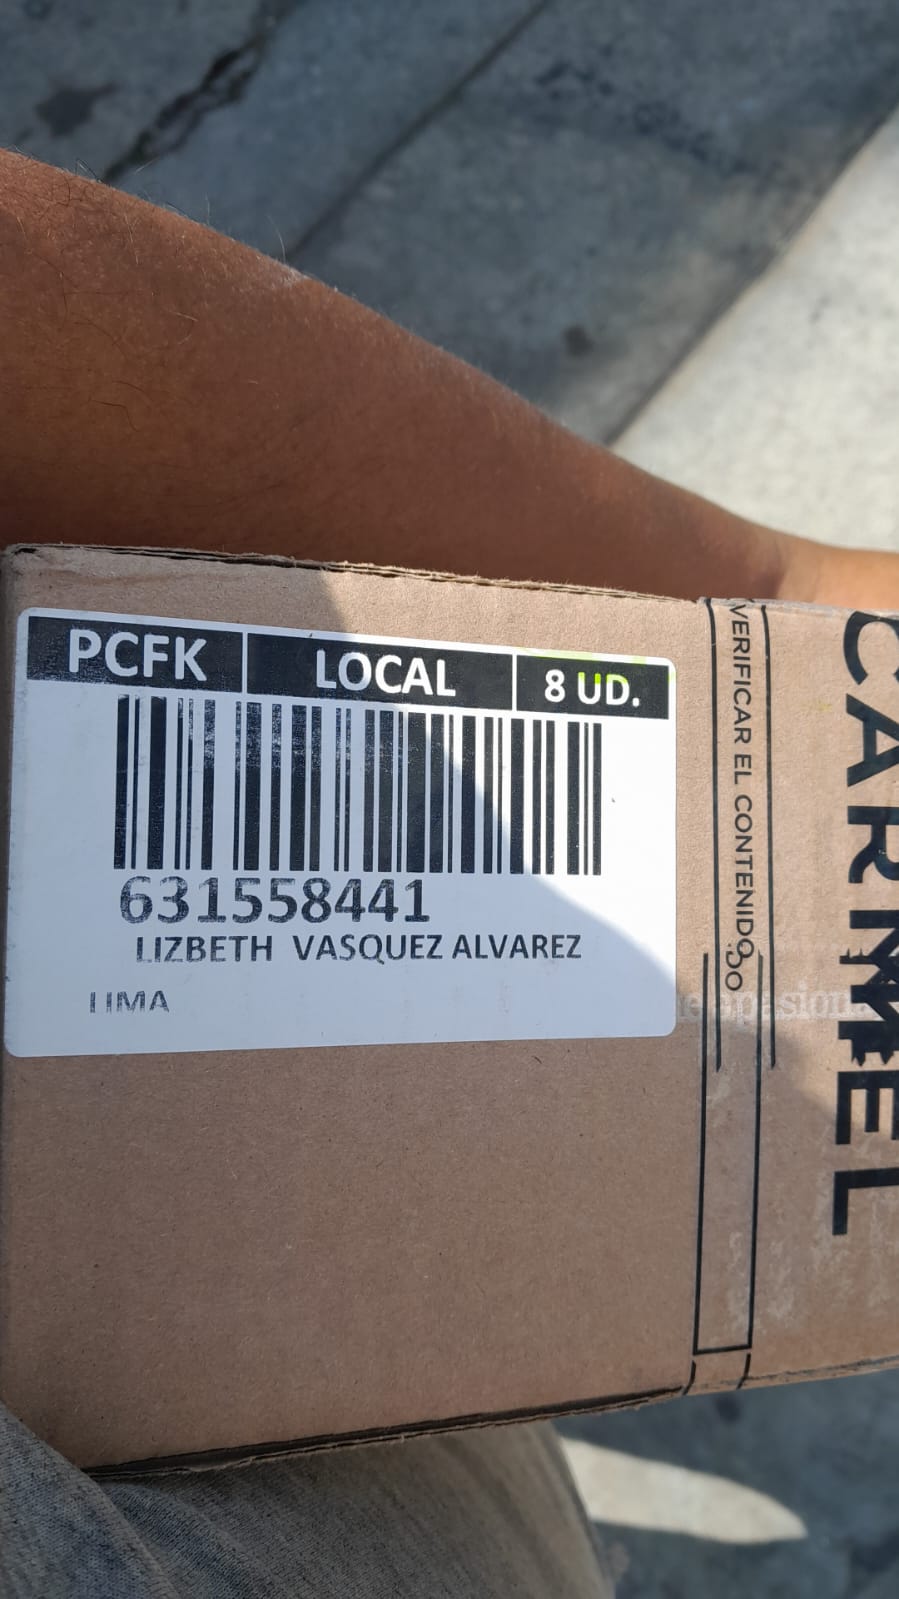 PCFK LOCAL 8 UD.
631558441
LIZBETH VASQUEZ ALVAREZ
LIMA
VERIFICAR EL CONTENIDO
CARMEL